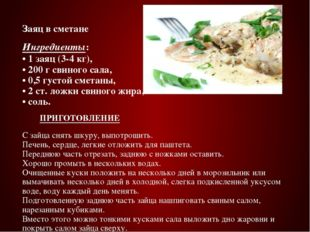 Заяц в сметане
Ингредиенты:
• 1 заяц (3-4 кг),
• 200 г свиного сала,
• 0,5 густой сметаны,
• 2 ст. ложки свиного жира,
• соль.
ПРИГОТОВЛЕНИЕ
С зайца снять шкуру, выпотрошить.
Печень, сердце, легкие отложить для паштета.
Переднюю часть отрезать, заднюю с ножками оставить.
Хорошо промыть в нескольких водах.
Очищенные куски положить на несколько дней в морозильник или
вымачивать несколько дней в холодной, слегка подкисленной уксусом
воде, воду каждый день менять.
Подготовленную заднюю часть зайца нашпиговать свиным салом,
нарезанным кубиками.
Вместо этого можно тонкими кусками сала выложить дно жаровни и
покрыть салом зайца сверху.